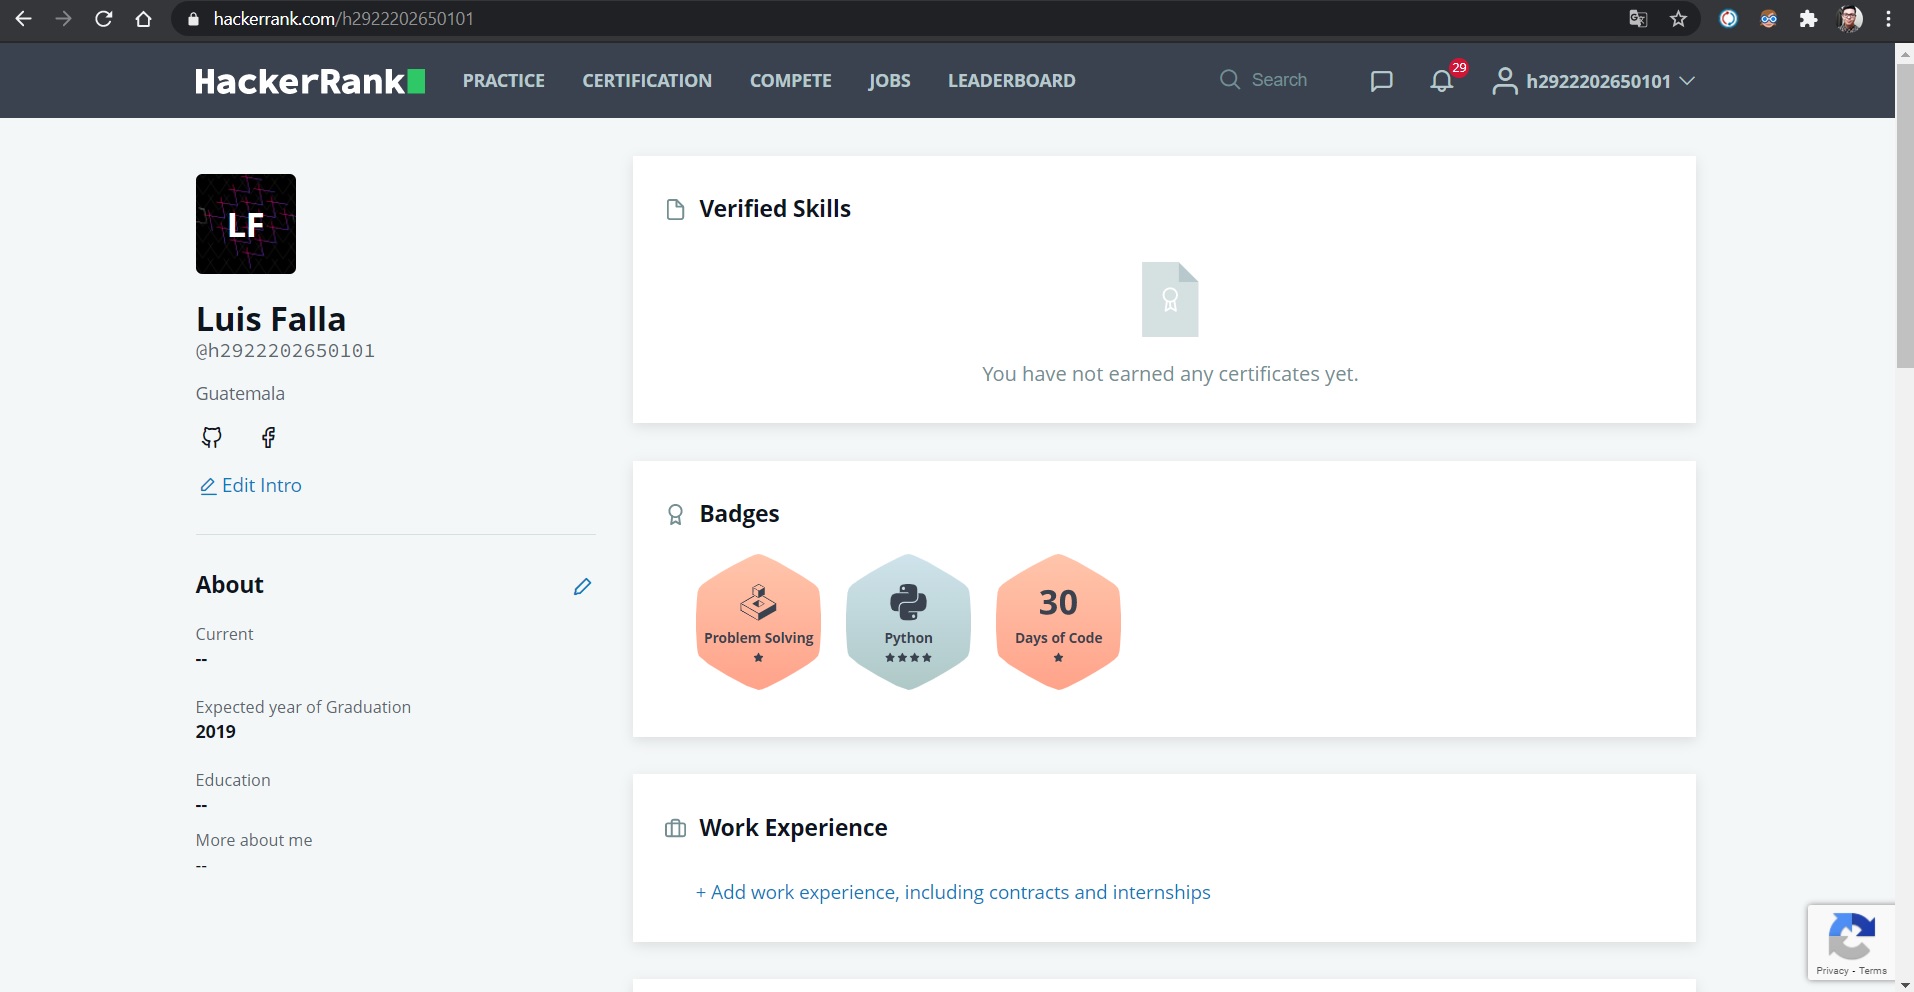 hackerrank.com/h2922202650101
HackerRank
PRACTICE CERTIFICATION COMPETE JOBS LEADERBOARD Search 29 h2922202650101
LF
Luis Falla
@h2922202650101
Guatemala
Edit Intro
About
Current
--
Expected year of Graduation
2019
Education
--
More about me
--
Verified Skills
You have not earned any certificates yet.
Badges
Problem Solving
Python
30
Days of Code
Work Experience
+ Add work experience, including contracts and internships
Privacy - Terms